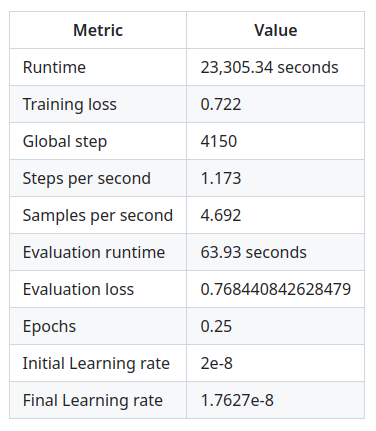 Metric Value
Runtime 23,305.34 seconds
Training loss 0.722
Global step 4150
Steps per second 1.173
Samples per second 4.692
Evaluation runtime 63.93 seconds
Evaluation loss 0.768440842628479
Epochs 0.25
Initial Learning rate 2e-8
Final Learning rate 1.7627e-8